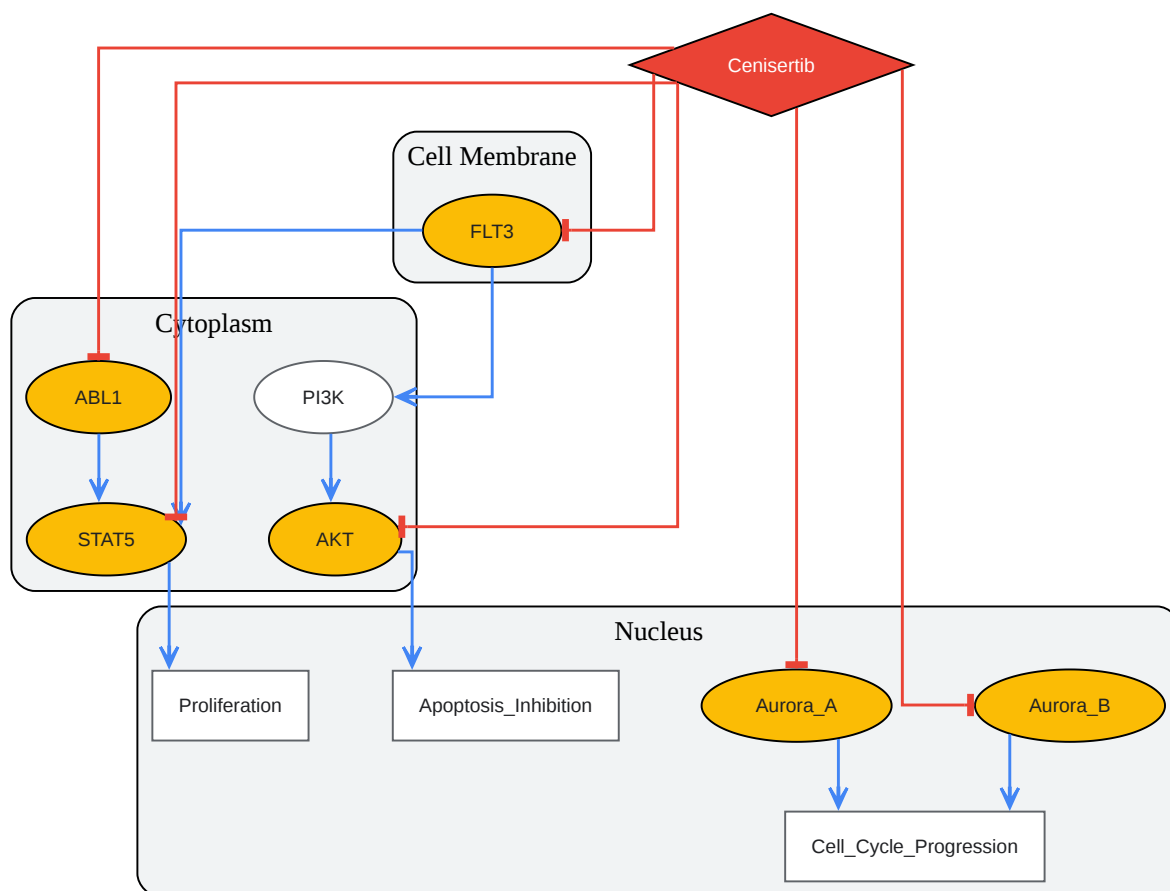 Cenisertib
Cell Membrane
FLT3
Cytoplasm
ABL1
PI3K
STAT5
AKT
Nucleus
Proliferation
Apoptosis_Inhibition
Aurora_A
Aurora_B
Cell_Cycle_Progression